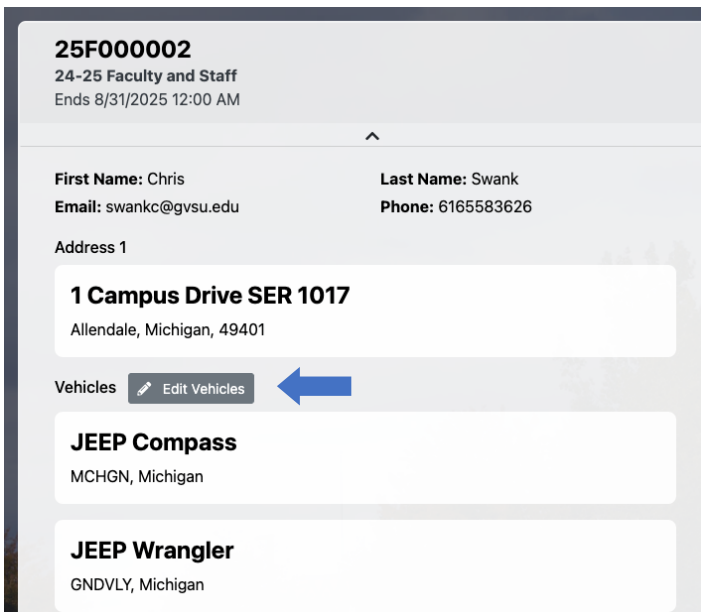 25F000002
24-25 Faculty and Staff
Ends 8/31/2025 12:00 AM
First Name: Chris Last Name: Swank
Email: swankc@gvsu.edu Phone: 6165583626
Address 1
1 Campus Drive SER 1017
Allendale, Michigan, 49401
Vehicles Edit Vehicles
JEEP Compass
MCHGN, Michigan
JEEP Wrangler
GNDVLY, Michigan